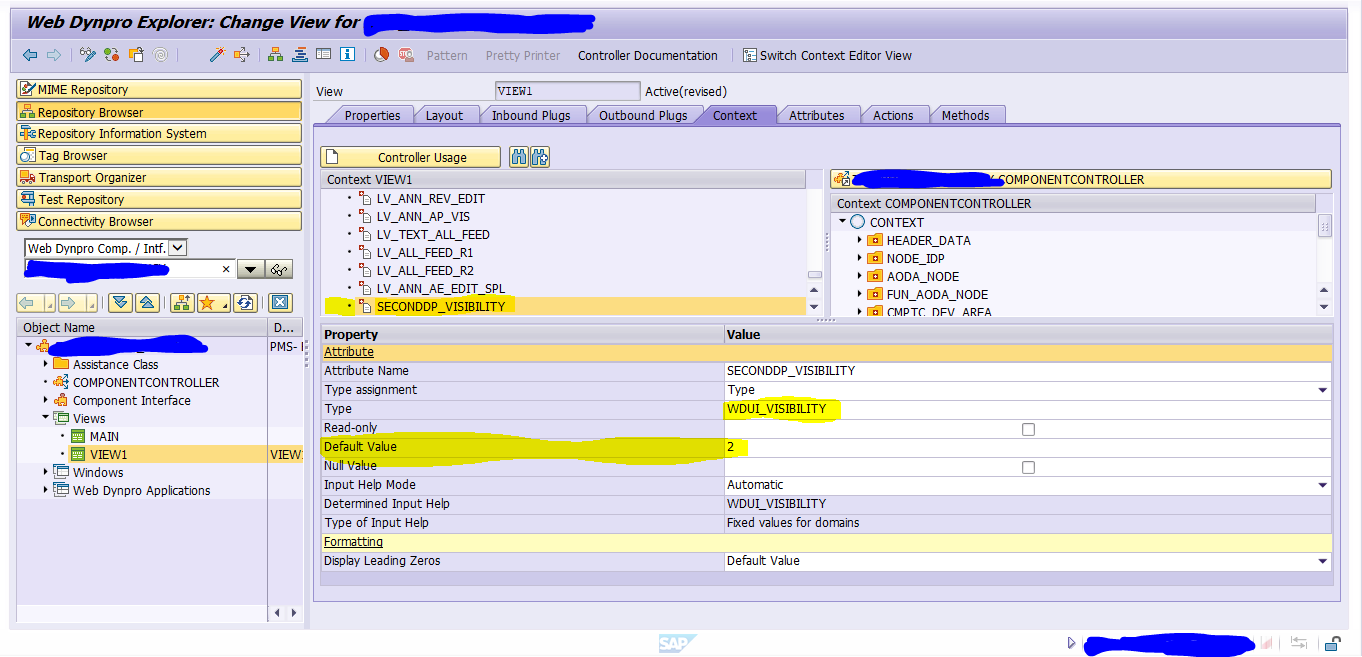 Web Dynpro Explorer: Change View for
Pattern Pretty Printer Controller Documentation Switch Context Editor View
MIME Repository
Repository Browser
Repository Information System
Tag Browser
Transport Organizer
Test Repository
Connectivity Browser
Web Dynpro Comp. / Intf.
Object Name D...
PMS-
Assistance Class
COMPONENTCONTROLLER
Component Interface
Views
MAIN
VIEW1 VIEW
Windows
Web Dynpro Applications
View VIEW1 Active(revised)
Properties Layout Inbound Plugs Outbound Plugs Context Attributes Actions Methods
Controller Usage
Context VIEW1
LV_ANN_REV_EDIT
LV_ANN_AP_VIS
LV_TEXT_ALL_FEED
LV_ALL_FEED_R1
LV_ALL_FEED_R2
LV_ANN_AE_EDIT_SPL
SECONDDP_VISIBILITY
COMPONENTCONTROLLER
Context COMPONENTCONTROLLER
CONTEXT
HEADER_DATA
NODE_IDP
AODA_NODE
FUN_AODA_NODE
CMPTC_DEV_AREA
Property Value
Attribute
Attribute Name SECONDDP_VISIBILITY
Type assignment Type
Type WDUI_VISIBILITY
Read-only
Default Value 2
Null Value
Input Help Mode Automatic
Determined Input Help WDUI_VISIBILITY
Type of Input Help Fixed values for domains
Formatting
Display Leading Zeros Default Value
SAP